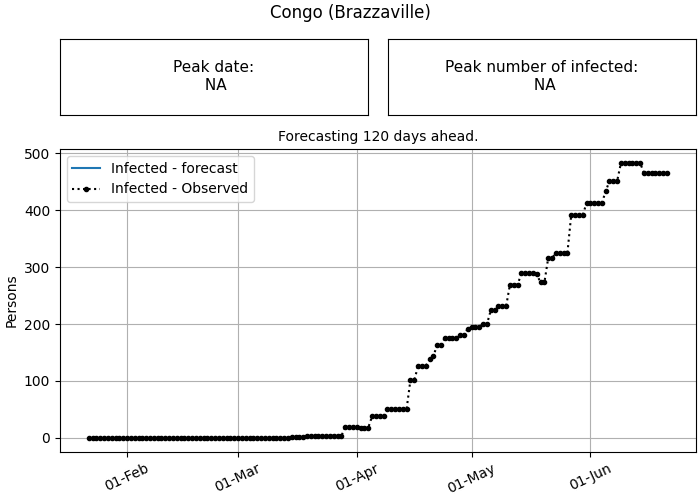 Congo (Brazzaville)
Peak date:
NA
Peak number of infected:
NA
Forecasting 120 days ahead.
Infected - forecast
Infected - Observed
500
400
300
200
100
0
Persons
01-Feb
01-Mar
01-Apr
01-May
01-Jun